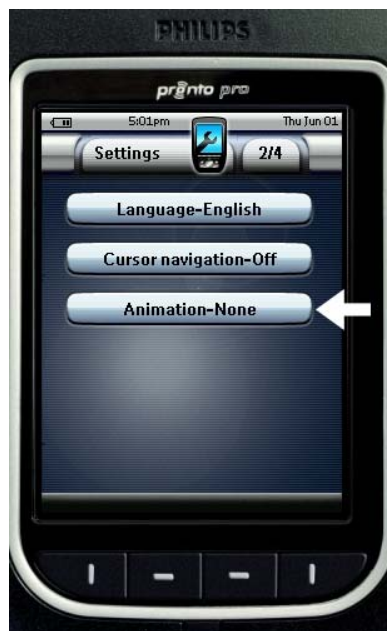 PHILIPS
pronto pro
5:01pm Thu Jun 01
Settings 2/4
Language-English
Cursor navigation-Off
Animation-None